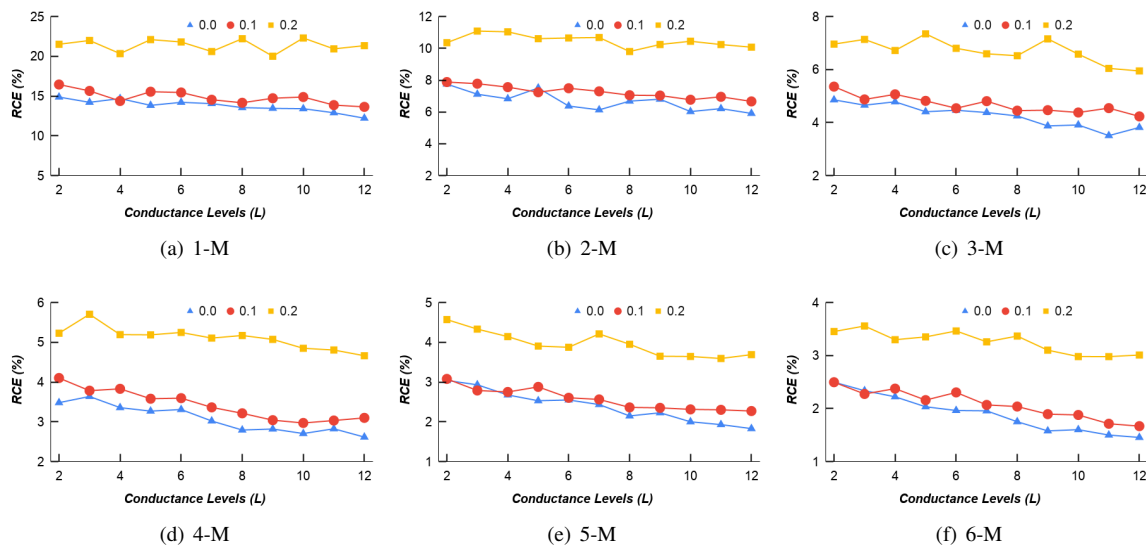 0.0 0.1 0.2
25
20
15
10
5
RCE (%)
2 4 6 8 10 12
Conductance Levels (L)
(a) 1-M
0.0 0.1 0.2
12
10
8
6
4
2
RCE (%)
2 4 6 8 10 12
Conductance Levels (L)
(b) 2-M
0.0 0.1 0.2
8
6
4
2
RCE (%)
2 4 6 8 10 12
Conductance Levels (L)
(c) 3-M
0.0 0.1 0.2
6
5
4
3
2
RCE (%)
2 4 6 8 10 12
Conductance Levels (L)
(d) 4-M
0.0 0.1 0.2
5
4
3
2
1
RCE (%)
2 4 6 8 10 12
Conductance Levels (L)
(e) 5-M
0.0 0.1 0.2
4
3
2
1
RCE (%)
2 4 6 8 10 12
Conductance Levels (L)
(f) 6-M